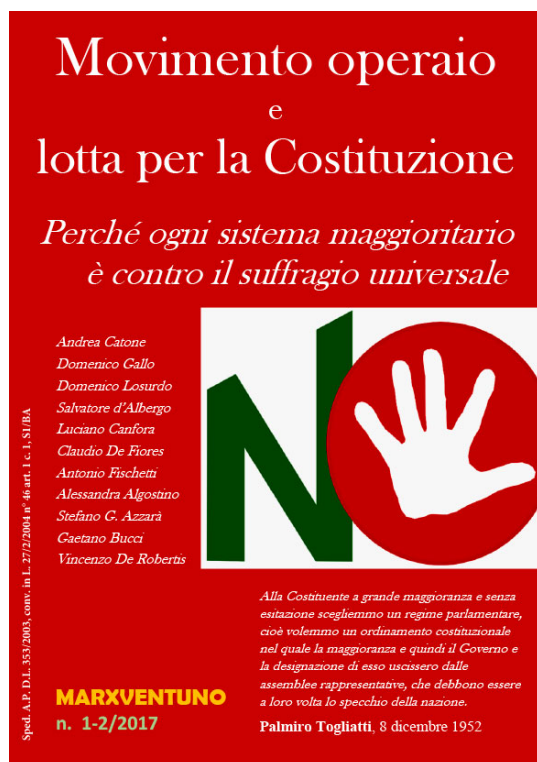 Movimento operaio
e
lotta per la Costituzione
Perché ogni sistema maggioritario
è contro il suffragio universale
NO
Andrea Catone
Domenico Gallo
Domenico Losurdo
Salvatore d'Albergo
Luciano Canfora
Claudio De Fiores
Antonio Fischetti
Alessandra Algostino
Stefano G. Azzarà
Gaetano Bucci
Vincenzo De Robertis
Sped. A.P. D.L. 353/2003, conv. in L. 27/2/2004 n° 46 art. 1 c. 1, S1/BA
Alla Costituente a grande maggioranza e senza
esitazione scegliemmo un regime parlamentare,
cioè volemmo un ordinamento costituzionale
nel quale la maggioranza e quindi il Governo e
la designazione di esso uscissero dalle
assemblee rappresentative, che debbono essere
a loro volta lo specchio della nazione.
Palmiro Togliatti, 8 dicembre 1952
MARXVENTUNO
n. 1-2/2017